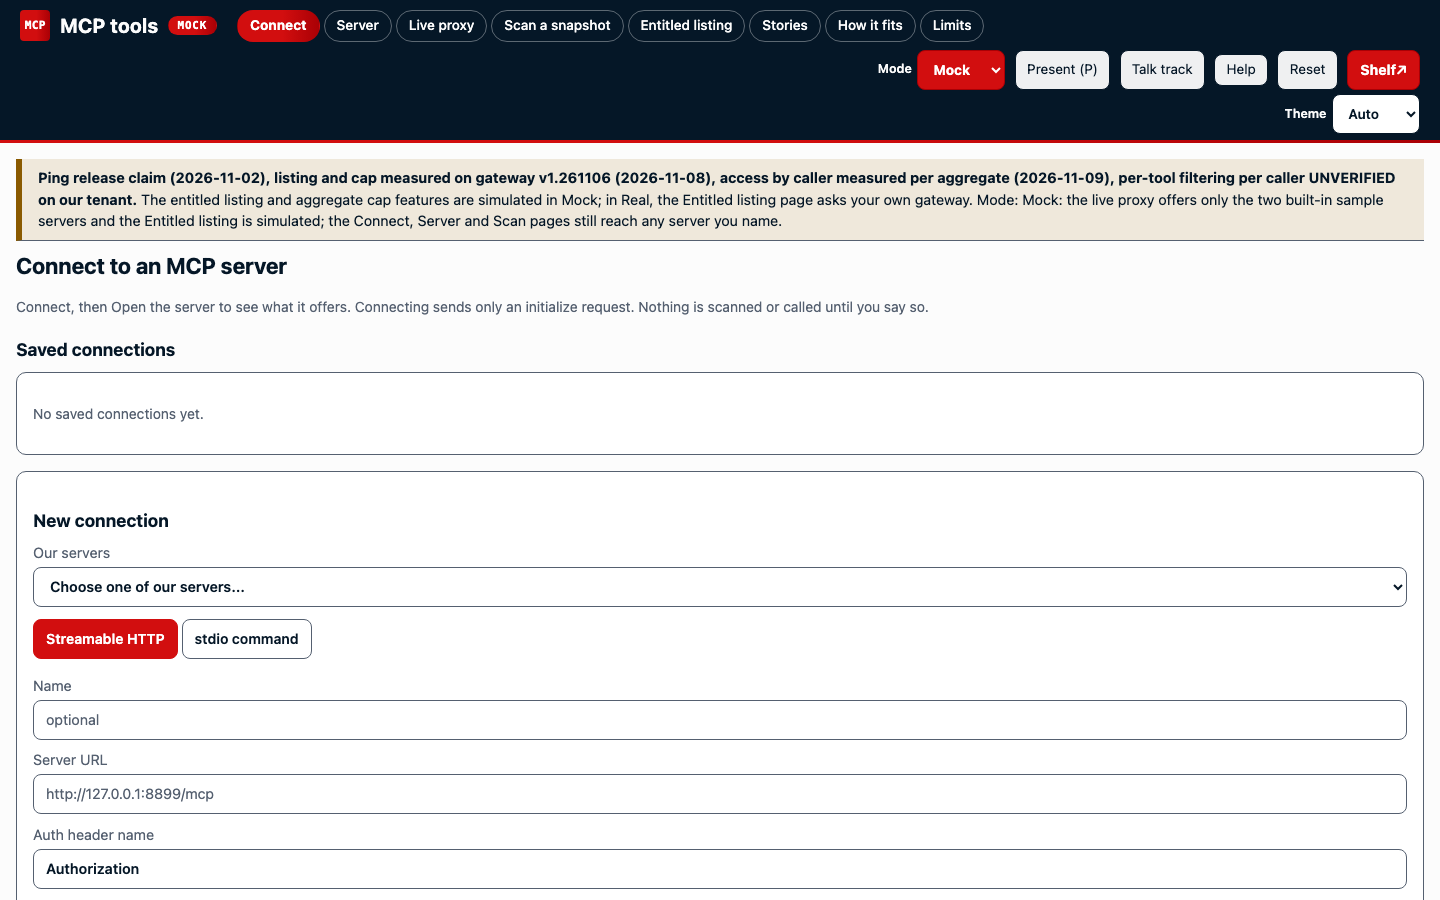 MCP MCP tools MOCK Connect Server Live proxy Scan a snapshot Entitled listing Stories How it fits Limits
Mode Mock Present (P) Talk track Help Reset Shelf↗
Theme Auto
Ping release claim (2026-11-02), listing and cap measured on gateway v1.261106 (2026-11-08), access by caller measured per aggregate (2026-11-09), per-tool filtering per caller UNVERIFIED
on our tenant. The entitled listing and aggregate cap features are simulated in Mock; in Real, the Entitled listing page asks your own gateway. Mode: Mock: the live proxy offers only the two built-in sample
servers and the Entitled listing is simulated; the Connect, Server and Scan pages still reach any server you name.
Connect to an MCP server
Connect, then Open the server to see what it offers. Connecting sends only an initialize request. Nothing is scanned or called until you say so.
Saved connections
No saved connections yet.
New connection
Our servers
Choose one of our servers...
Streamable HTTP stdio command
Name
optional
Server URL
http://127.0.0.1:8899/mcp
Auth header name
Authorization